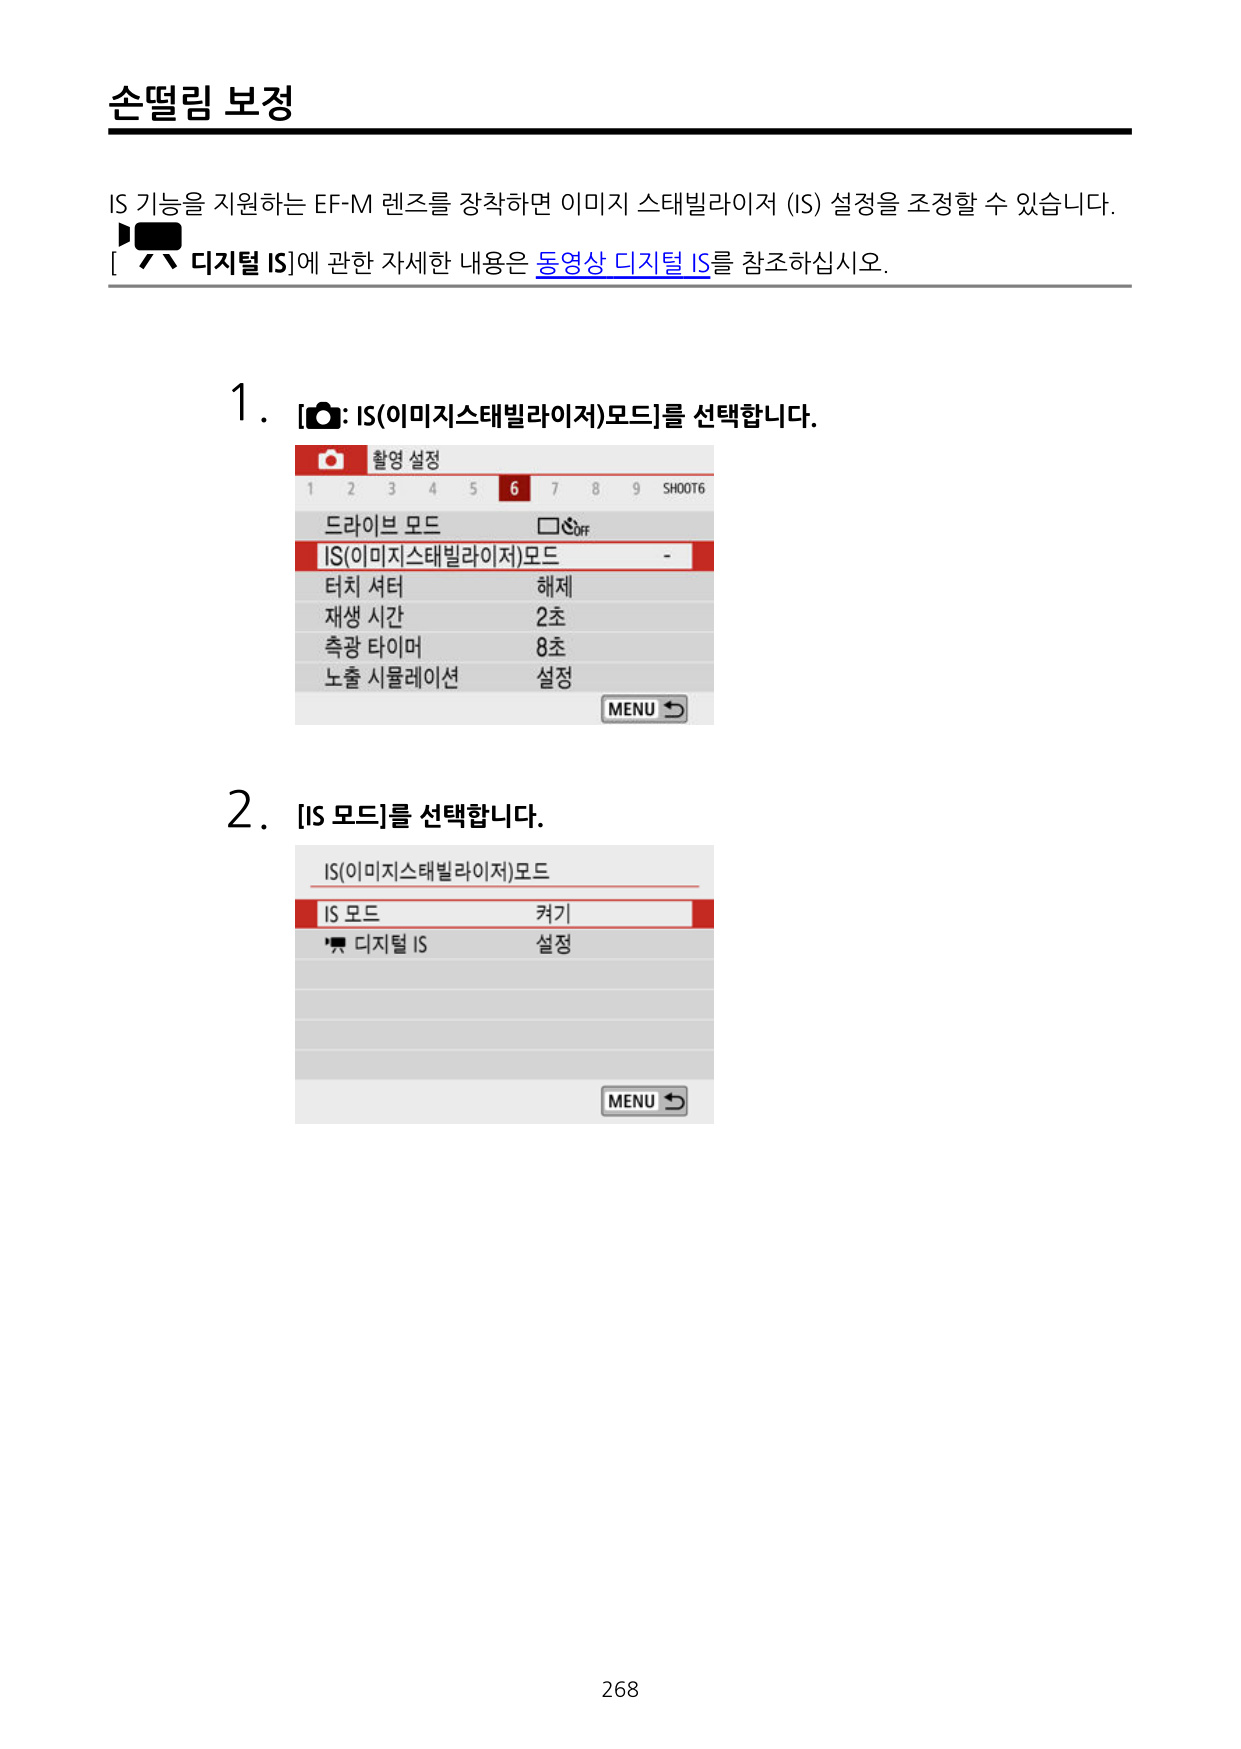 손떨림 보정
IS 기능을 지원하는 EF-M 렌즈를 장착하면 이미지 스태빌라이저 (IS) 설정을 조정할 수 있습니다.
[ 디지털 IS]에 관한 자세한 내용은 동영상 디지털 IS를 참조하십시오.
1. [: IS(이미지스태빌라이저)모드]를 선택합니다.
촬영 설정
1 2 3 4 5 6 7 8 9 SHOOT6
드라이브 모드 OFF
IS(이미지스태빌라이저)모드 -
터치 셔터 해제
재생 시간 2초
측광 타이머 8초
노출 시뮬레이션 설정
MENU
2. [IS 모드]를 선택합니다.
IS(이미지스태빌라이저)모드
IS 모드 켜기
디지털 IS 설정
MENU
268